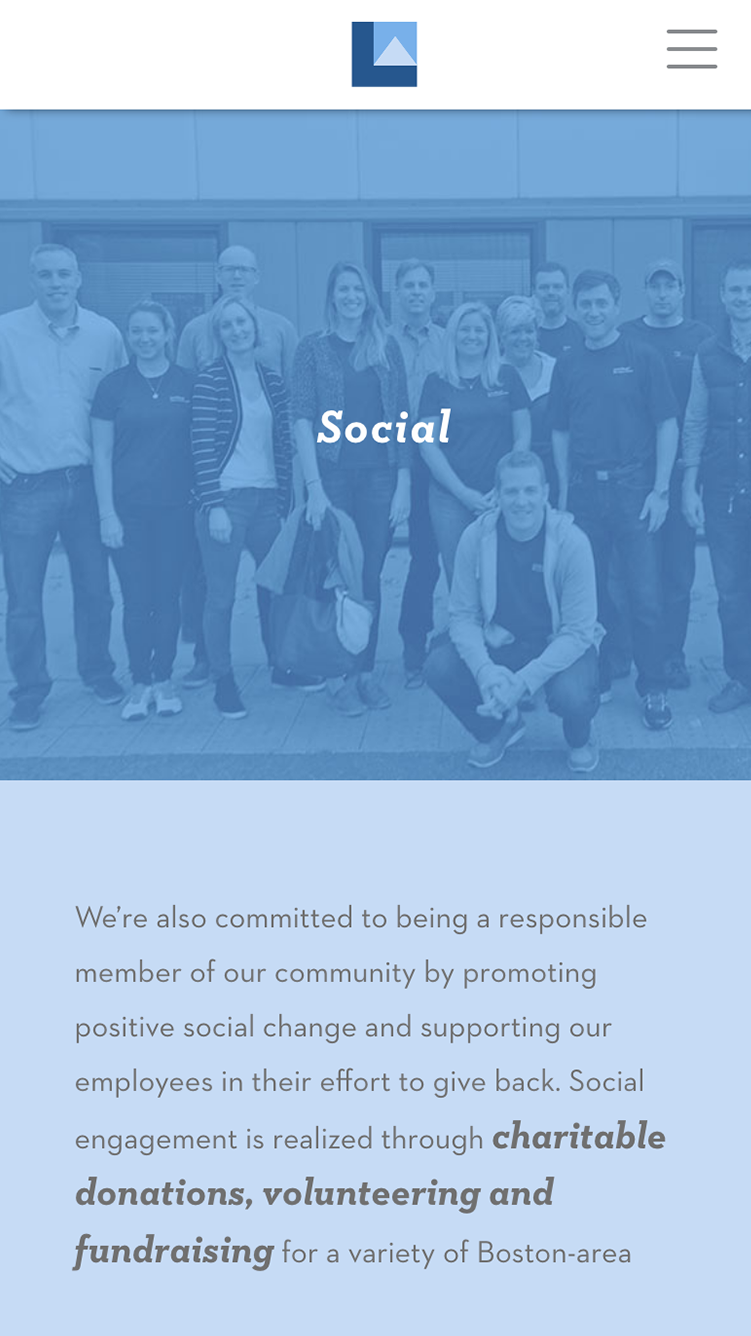 Social
We’re also committed to being a responsible
member of our community by promoting
positive social change and supporting our
employees in their effort to give back. Social
engagement is realized through charitable
donations, volunteering and
fundraising for a variety of Boston-area